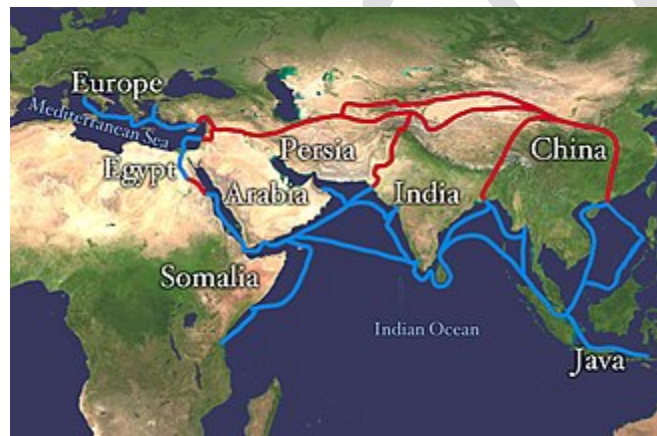 Europe
Mediterranean Sea
Egypt
Persia
China
Arabia
India
Somalia
Indian Ocean
Java